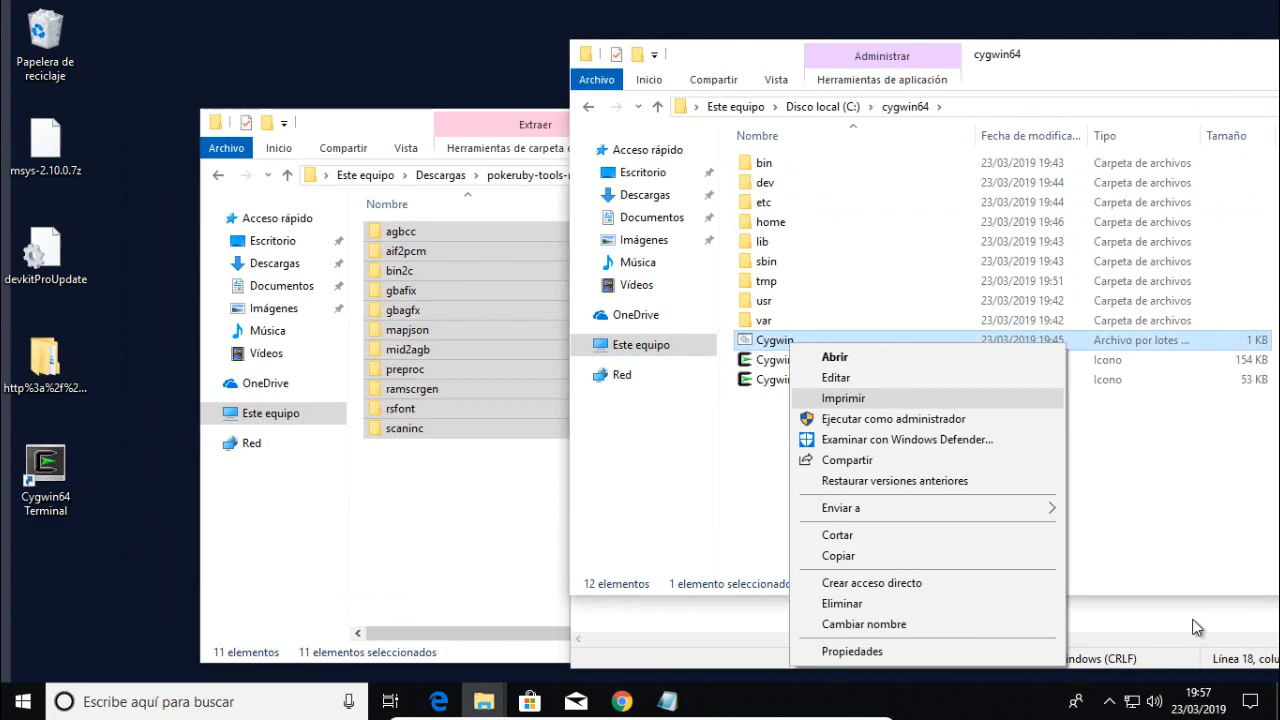 Papelera de
reciclaje
msys-2.10.0.7z
devkitProUpdate
http%3a%2f%2...
Cygwin64
Terminal
Extraer
Archivo
Inicio
Compartir
Vista
Herramientas de carpeta
Este equipo
Descargas
pokeruby-tools-
Nombre
Acceso rápido
Escritorio
Descargas
Documentos
Imágenes
Música
Vídeos
OneDrive
Este equipo
Red
agbcc
aif2pcm
bin2c
gbafix
gbagfx
mapjson
mid2agb
preproc
ramscrgen
rsfont
scaninc
11 elementos
11 elementos seleccionados
Administrar
cygwin64
Archivo
Inicio
Compartir
Vista
Herramientas de aplicación
Este equipo
Disco local (C:)
cygwin64
Nombre
Fecha de modifica...
Tipo
Tamaño
Acceso rápido
Escritorio
Descargas
Documentos
Imágenes
Música
Vídeos
OneDrive
Este equipo
Red
bin 23/03/2019 19:43 Carpeta de archivos
dev 23/03/2019 19:44 Carpeta de archivos
etc 23/03/2019 19:44 Carpeta de archivos
home 23/03/2019 19:46 Carpeta de archivos
lib 23/03/2019 19:43 Carpeta de archivos
sbin 23/03/2019 19:43 Carpeta de archivos
tmp 23/03/2019 19:51 Carpeta de archivos
usr 23/03/2019 19:42 Carpeta de archivos
var 23/03/2019 19:42 Carpeta de archivos
Cygwin 23/03/2019 19:45 Archivo por lotes ... 1 KB
Cygwi Icono 154 KB
Cygwi Icono 53 KB
12 elementos
1 elemento seleccionado
Abrir
Editar
Imprimir
Ejecutar como administrador
Examinar con Windows Defender...
Compartir
Restaurar versiones anteriores
Enviar a
Cortar
Copiar
Crear acceso directo
Eliminar
Cambiar nombre
Propiedades
indows (CRLF)
Línea 18, colu
Escribe aquí para buscar
19:57
23/03/2019